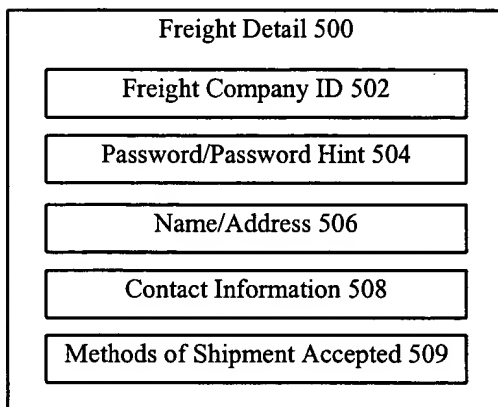 Freight Detail 500
Freight Company ID 502
Password/Password Hint 504
Name/Address 506
Contact Information 508
Methods of Shipment Accepted 509